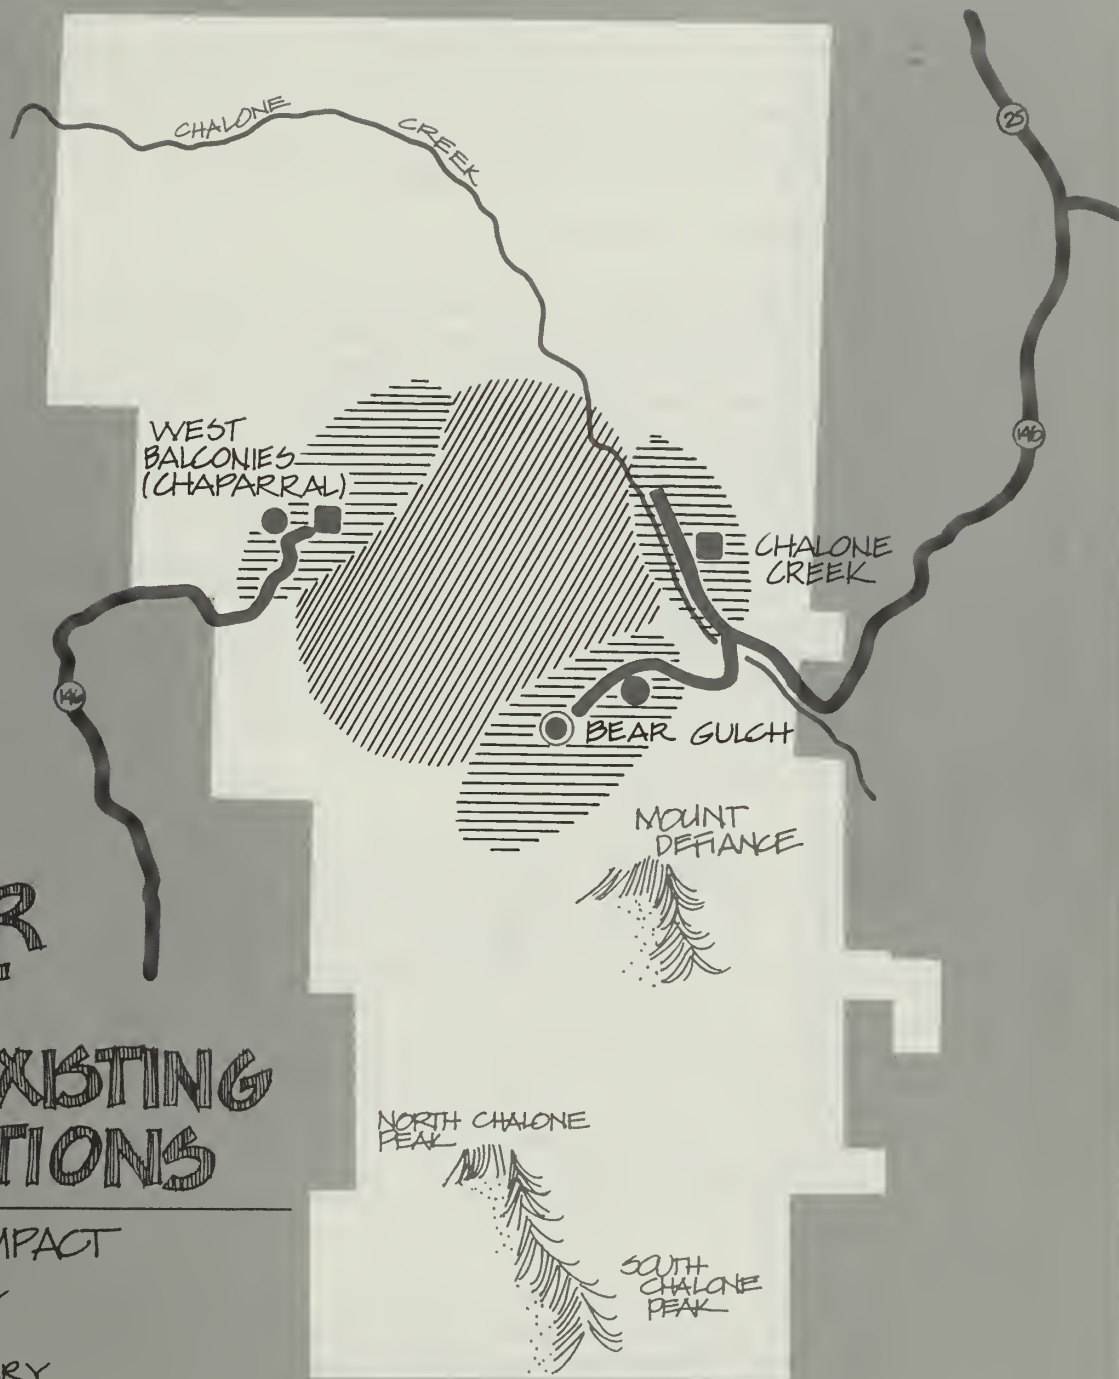 CHALONE
CREEK
25
146
WEST
BALCONIES
(CHAPARRAL)
CHALONE
CREEK
146
BEAR GULCH
MOUNT
DEFIANCE
XISTING
TIONS
NORTH CHALONE
PEAK
MPACT
SOUTH
CHALONE
PEAK
RY